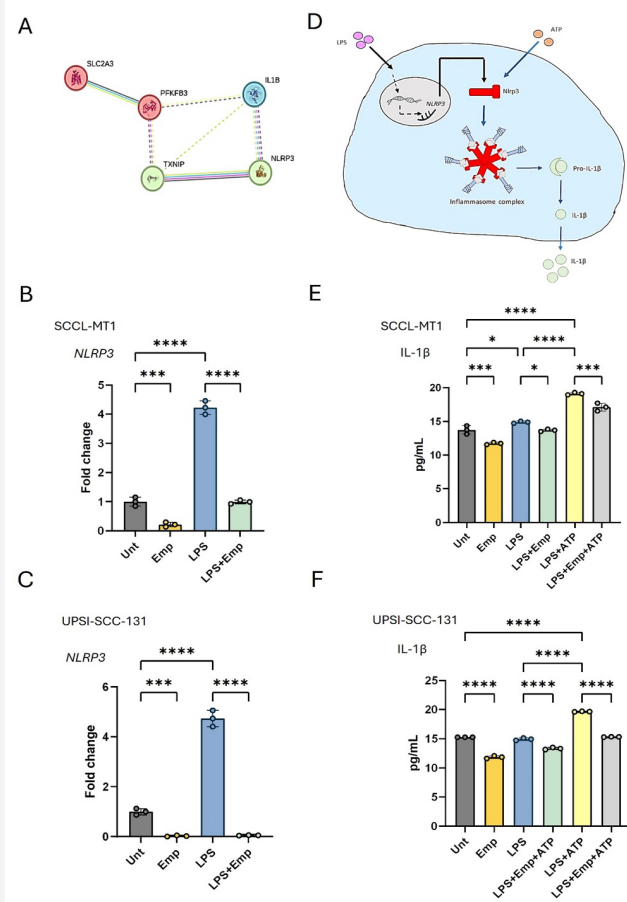 A
SLC2A3
PFKFB3
IL1B
TXNIP
NLRP3
D
LPS
ATP
NLRP3
Nlrp3
Inflammasome complex
Pro-IL-1β
IL-1β
IL-1β
B
SCCL-MT1
NLRP3
****
*** ****
Fold change
5
4
3
2
1
0
Unt
Emp
LPS
LPS+Emp
E
SCCL-MT1
IL-1β
****
* ****
*** * ***
pg/mL
20
15
10
5
0
Unt
Emp
LPS
LPS+Emp
LPS+ATP
LPS+Emp+ATP
C
UPSI-SCC-131
NLRP3
****
*** ****
Fold change
6
4
2
0
Unt
Emp
LPS
LPS+Emp
F
UPSI-SCC-131
IL-1β
****
****
**** **** ****
pg/mL
25
20
15
10
5
0
Unt
Emp
LPS
LPS+Emp+ATP
LPS+ATP
LPS+Emp+ATP